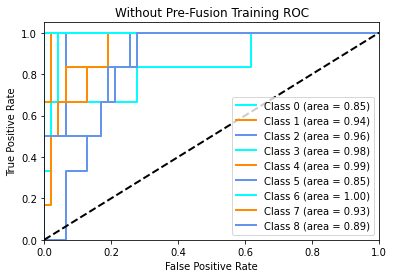 Without Pre-Fusion Training ROC
True Positive Rate
1.0
0.8
0.6
0.4
0.2
0.0
Class 0 (area = 0.85)
Class 1 (area = 0.94)
Class 2 (area = 0.96)
Class 3 (area = 0.98)
Class 4 (area = 0.99)
Class 5 (area = 0.85)
Class 6 (area = 1.00)
Class 7 (area = 0.93)
Class 8 (area = 0.89)
0.0 0.2 0.4 0.6 0.8 1.0
False Positive Rate